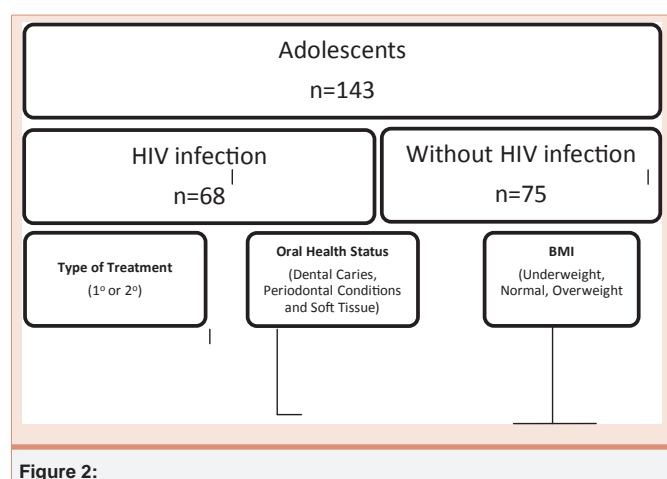 Adolescents
n=143
HIV infection
n=68
Without HIV infection
n=75
Type of Treatment
(1º or 2º)
Oral Health Status
(Dental Caries,
Periodontal Conditions
and Soft Tissue)
BMI
(Underweight,
Normal, Overweight
Figure 2: